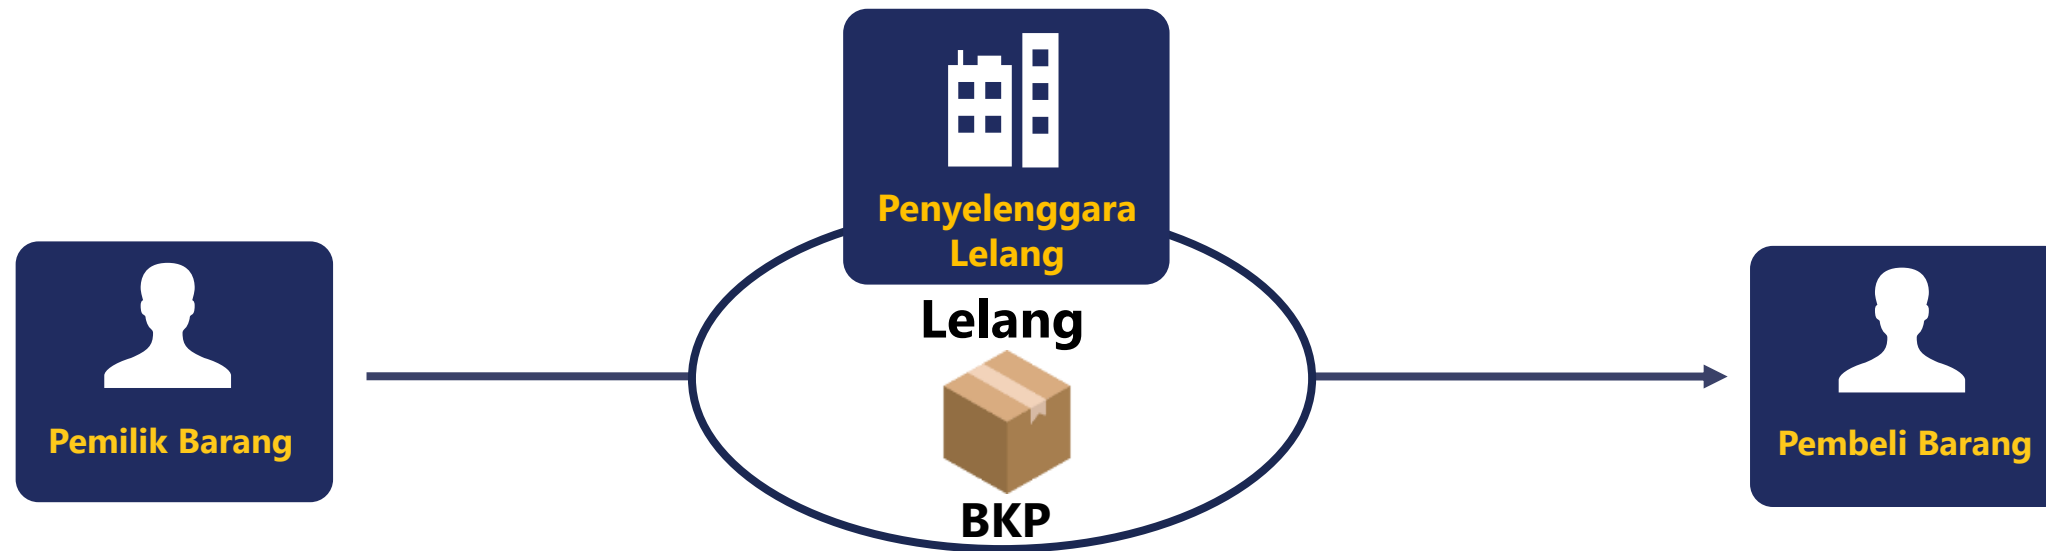 Penyelenggara
Lelang
Lelang
BKP
Pemilik Barang
Pembeli Barang